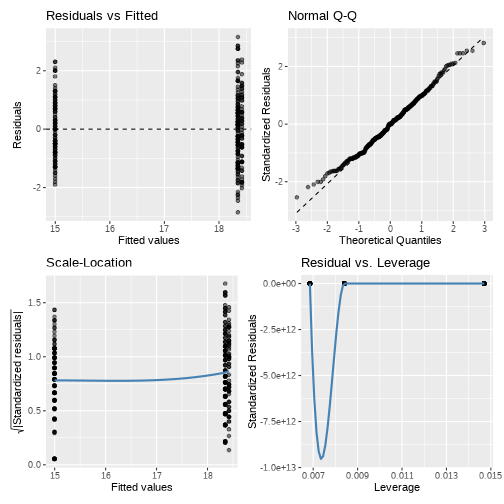 Residuals vs Fitted
Residuals
2
0
-2
15
16
17
18
Fitted values
Normal Q-Q
Standardized Residuals
2
0
-2
-3
-2
-1
0
1
2
3
Theoretical Quantiles
Scale-Location
√|Standardized residuals|
1.5
1.0
0.5
0.0
15
16
17
18
Fitted values
Residual vs. Leverage
Standardized Residuals
0.0e+00
-2.5e+12
-5.0e+12
-7.5e+12
-1.0e+13
0.007
0.009
0.011
0.013
0.015
Leverage